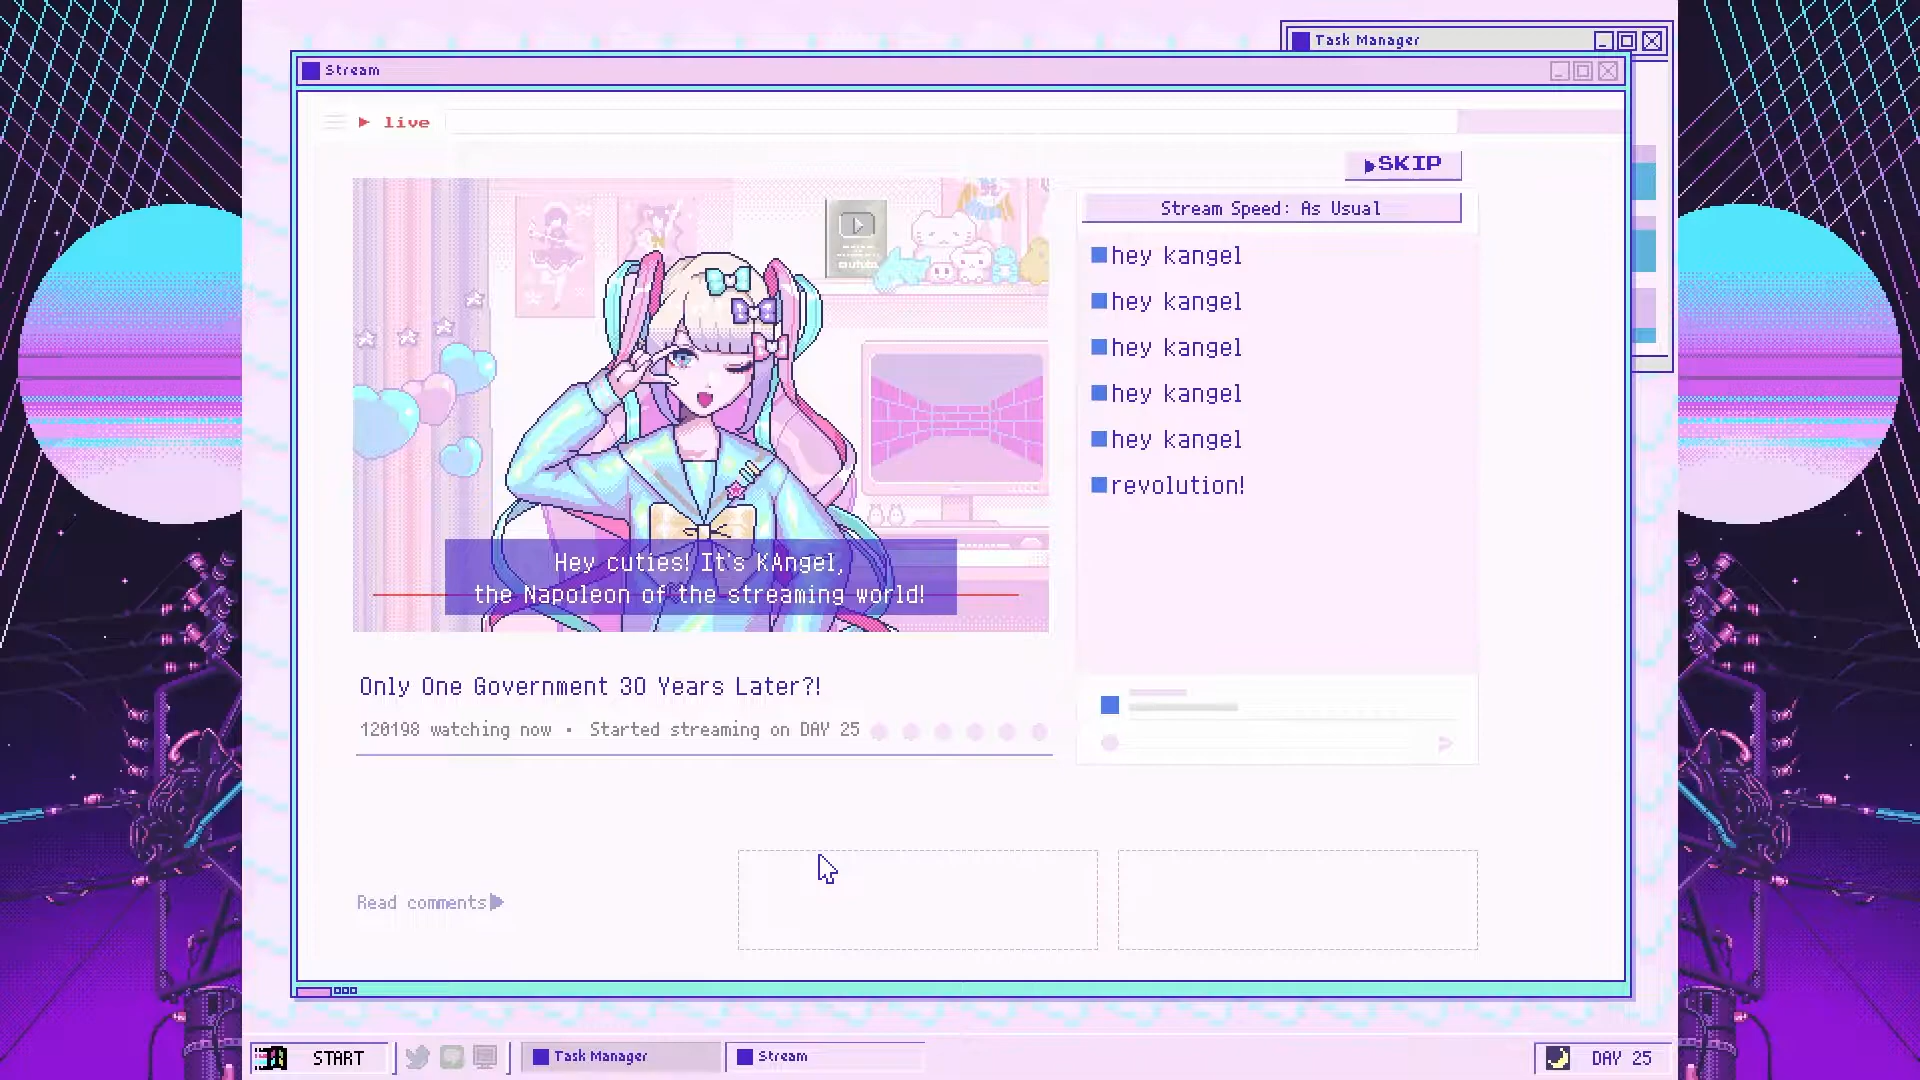 Task Manager
Stream
live
SKIP
Stream Speed: As Usual
hey kangel
hey kangel
hey kangel
hey kangel
hey kangel
revolution!
Hey cuties! It's KAngel,
the Napoleon of the streaming world!
Only One Government 30 Years Later?!
120198 watching now • Started streaming on DAY 25
Read comments
START
Task Manager
Stream
DAY 25